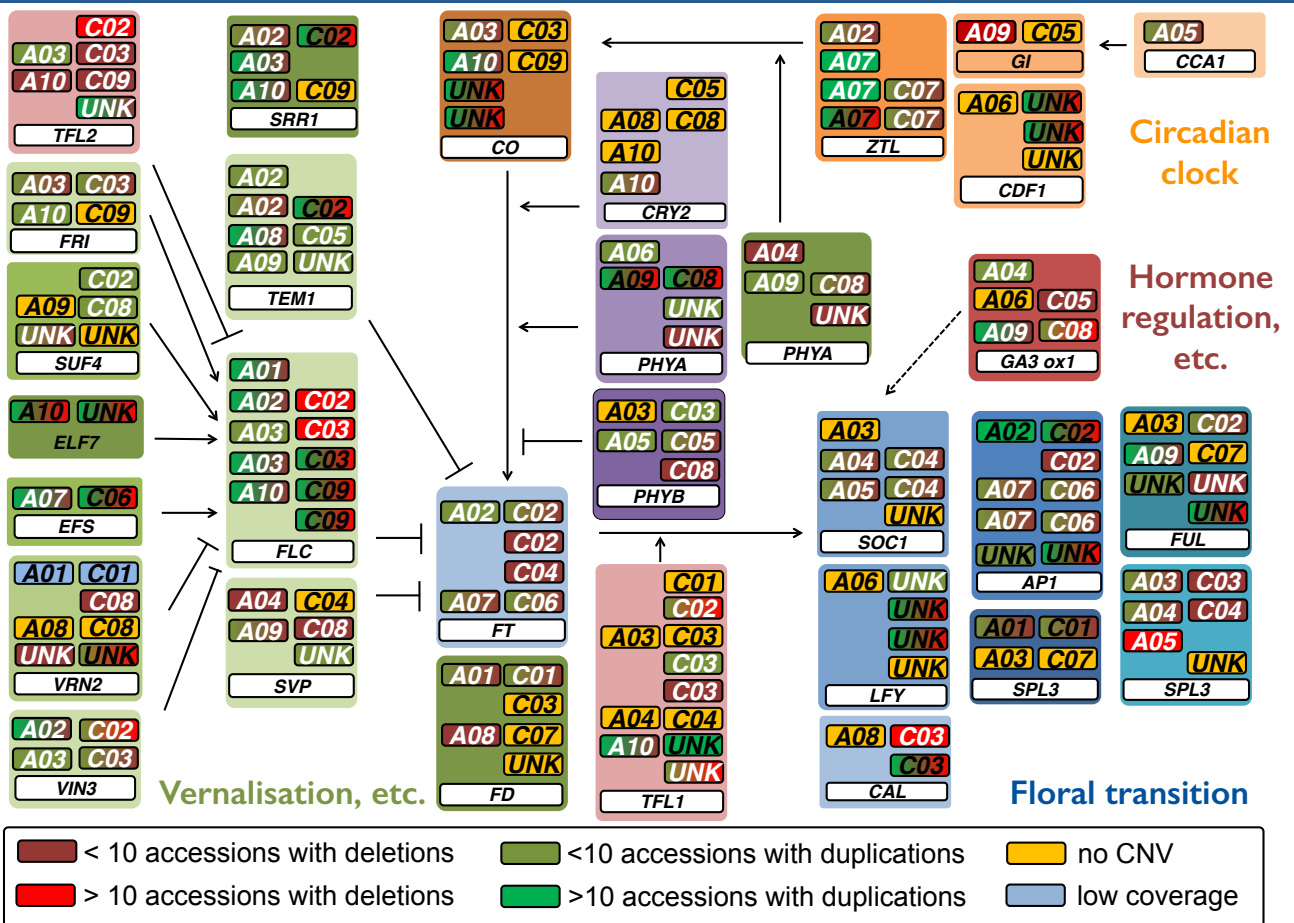 C02
A03 C03
A10 C09
UNK
TFL2
A02 C02
A03
A10 C09
SRR1
A03 C03
A10 C09
UNK
UNK
CO
C05
A08 C08
A10
A10
CRY2
A02
A07
A07 C07
A07 C07
ZTL
A09 C05
GI
A05
CCA1
A06 UNK
UNK
UNK
CDF1
Circadian
clock
A03 C03
A10 C09
FRI
A02
A02 C02
A08 C05
A09 UNK
TEM1
C02
A09 C08
UNK UNK
SUF4
A06
A09 C08
UNK
UNK
PHYA
A04
A09 C08
UNK
PHYA
A04
A06 C05
A09 C08
GA3 ox1
Hormone
regulation,
etc.
A10 UNK
ELF7
A01
A02 C02
A03 C03
A03 C03
A10 C09
C09
FLC
A03 C03
A05 C05
C08
PHYB
A07 C06
EFS
A02 C02
C02
C04
A07 C06
FT
A03
A04 C04
A05 C04
UNK
SOC1
A02 C02
C02
A07 C06
A07 C06
UNK UNK
AP1
A03 C02
A09 C07
UNK UNK
UNK
FUL
A01 C01
C08
A08 C08
UNK UNK
VRN2
A04 C04
A09 C08
UNK
SVP
A01 C01
C03
A08 C07
UNK
FD
C01
C02
A03 C03
C03
C03
A04 C04
A10 UNK
UNK
TFL1
A06 UNK
UNK
UNK
UNK
LFY
A01 C01
A03 C07
SPL3
A03 C03
A04 C04
A05
UNK
SPL3
A02 C02
A03 C03
VIN3
A08 C03
C03
CAL
Vernalisation, etc.
Floral transition
< 10 accessions with deletions
<10 accessions with duplications
no CNV
> 10 accessions with deletions
>10 accessions with duplications
low coverage